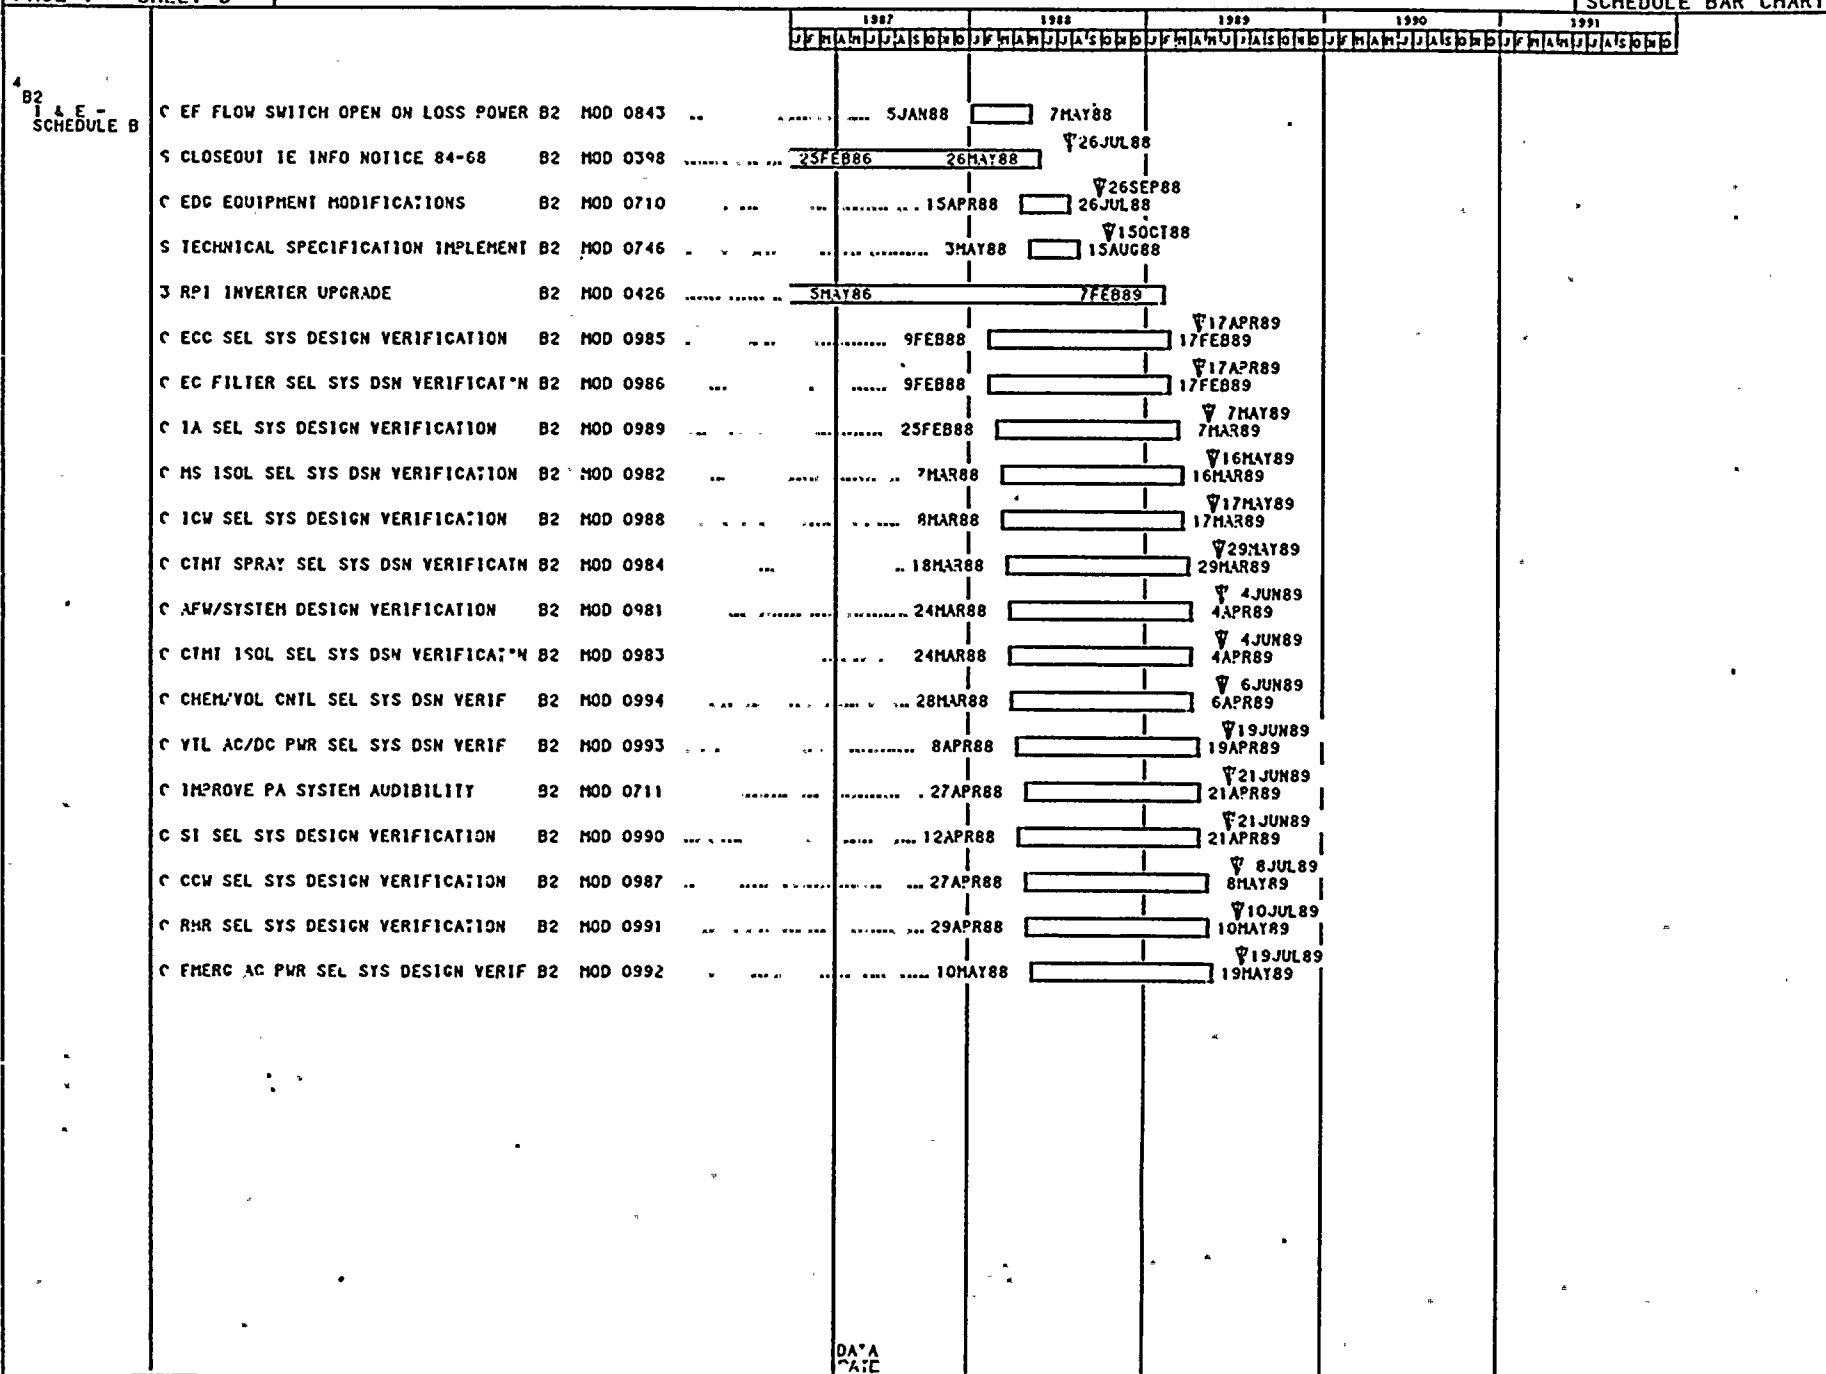 SCHEDULE BAR CHART
1987 1988 1989 1990 1991
J F M A M J J A S O N D J F M A M J J A S O N D J F M A M J J A S O N D J F M A M J J A S O N D J F M A M J J A S O N D
4
B2
I & E -
SCHEDULE B
C EF FLOW SWITCH OPEN ON LOSS POWER B2 MOD 0843 5JAN88 7MAY88
26JUL88
S CLOSEOUT IE INFO NOTICE 84-68 B2 MOD 0398 25FEB86 26MAY88
26SEP88
C EDG EQUIPMENT MODIFICATIONS B2 MOD 0710 15APR88 26JUL88
15OCT88
S TECHNICAL SPECIFICATION IMPLEMENT B2 MOD 0746 3MAY88 15AUG88
3 RPI INVERTER UPGRADE B2 MOD 0426 5MAY86 7FEB89
17APR89
C ECC SEL SYS DESIGN VERIFICATION B2 MOD 0985 9FEB88 17FEB89
17APR89
C EC FILTER SEL SYS DSN VERIFICAT'N B2 MOD 0986 9FEB88 17FEB89
7MAY89
C IA SEL SYS DESIGN VERIFICATION B2 MOD 0989 25FEB88 7MAR89
16MAY89
C MS ISOL SEL SYS DSN VERIFICATION B2 MOD 0982 7MAR88 16MAR89
17MAY89
C ICW SEL SYS DESIGN VERIFICATION B2 MOD 0988 8MAR88 17MAR89
29MAY89
C CTMT SPRAY SEL SYS DSN VERIFICATN B2 MOD 0984 18MAR88 29MAR89
4JUN89
C AFW/SYSTEM DESIGN VERIFICATION B2 MOD 0981 24MAR88 4APR89
4JUN89
C CTMT ISOL SEL SYS DSN VERIFICAT'N B2 MOD 0983 24MAR88 4APR89
6JUN89
C CHEM/VOL CNTL SEL SYS DSN VERIF B2 MOD 0994 28MAR88 6APR89
19JUN89
C VTL AC/DC PWR SEL SYS DSN VERIF B2 MOD 0993 8APR88 19APR89
21JUN89
C IMPROVE PA SYSTEM AUDIBILITY B2 MOD 0711 27APR88 21APR89
21JUN89
C SI SEL SYS DESIGN VERIFICATION B2 MOD 0990 12APR88 21APR89
8JUL89
C CCW SEL SYS DESIGN VERIFICATION B2 MOD 0987 27APR88 8MAY89
10JUL89
C RHR SEL SYS DESIGN VERIFICATION B2 MOD 0991 29APR88 10MAY89
19JUL89
C EMERG AC PWR SEL SYS DESIGN VERIF B2 MOD 0992 10MAY88 19MAY89
DATA
DATE